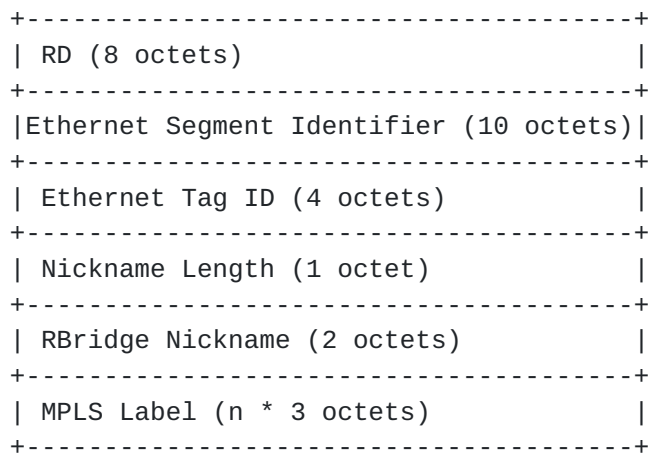 +---------------------------------------+
| RD (8 octets)                         |
+---------------------------------------+
|Ethernet Segment Identifier (10 octets)|
+---------------------------------------+
| Ethernet Tag ID (4 octets)            |
+---------------------------------------+
| Nickname Length (1 octet)             |
+---------------------------------------+
| RBridge Nickname (2 octets)           |
+---------------------------------------+
| MPLS Label (n * 3 octets)             |
+---------------------------------------+